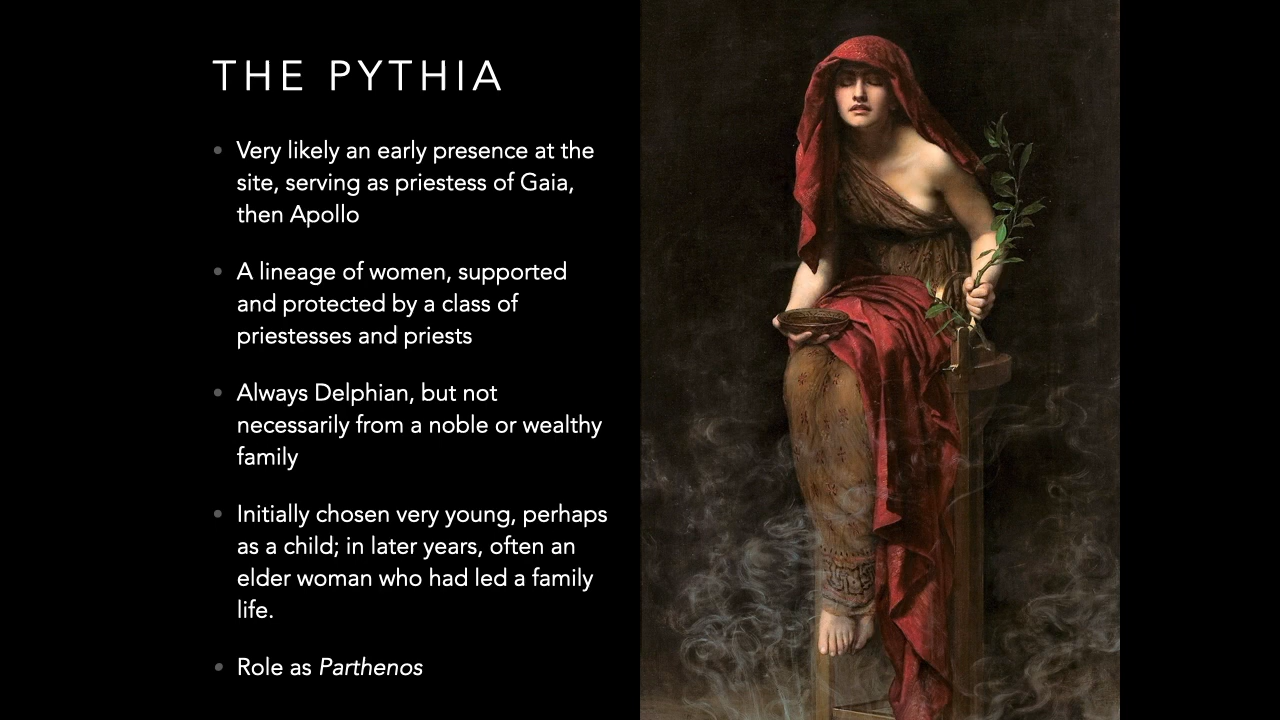 THE PYTHIA
• Very likely an early presence at the
site, serving as priestess of Gaia,
then Apollo
• A lineage of women, supported
and protected by a class of
priestesses and priests
• Always Delphian, but not
necessarily from a noble or wealthy
family
• Initially chosen very young, perhaps
as a child; in later years, often an
elder woman who had led a family
life.
• Role as Parthenos